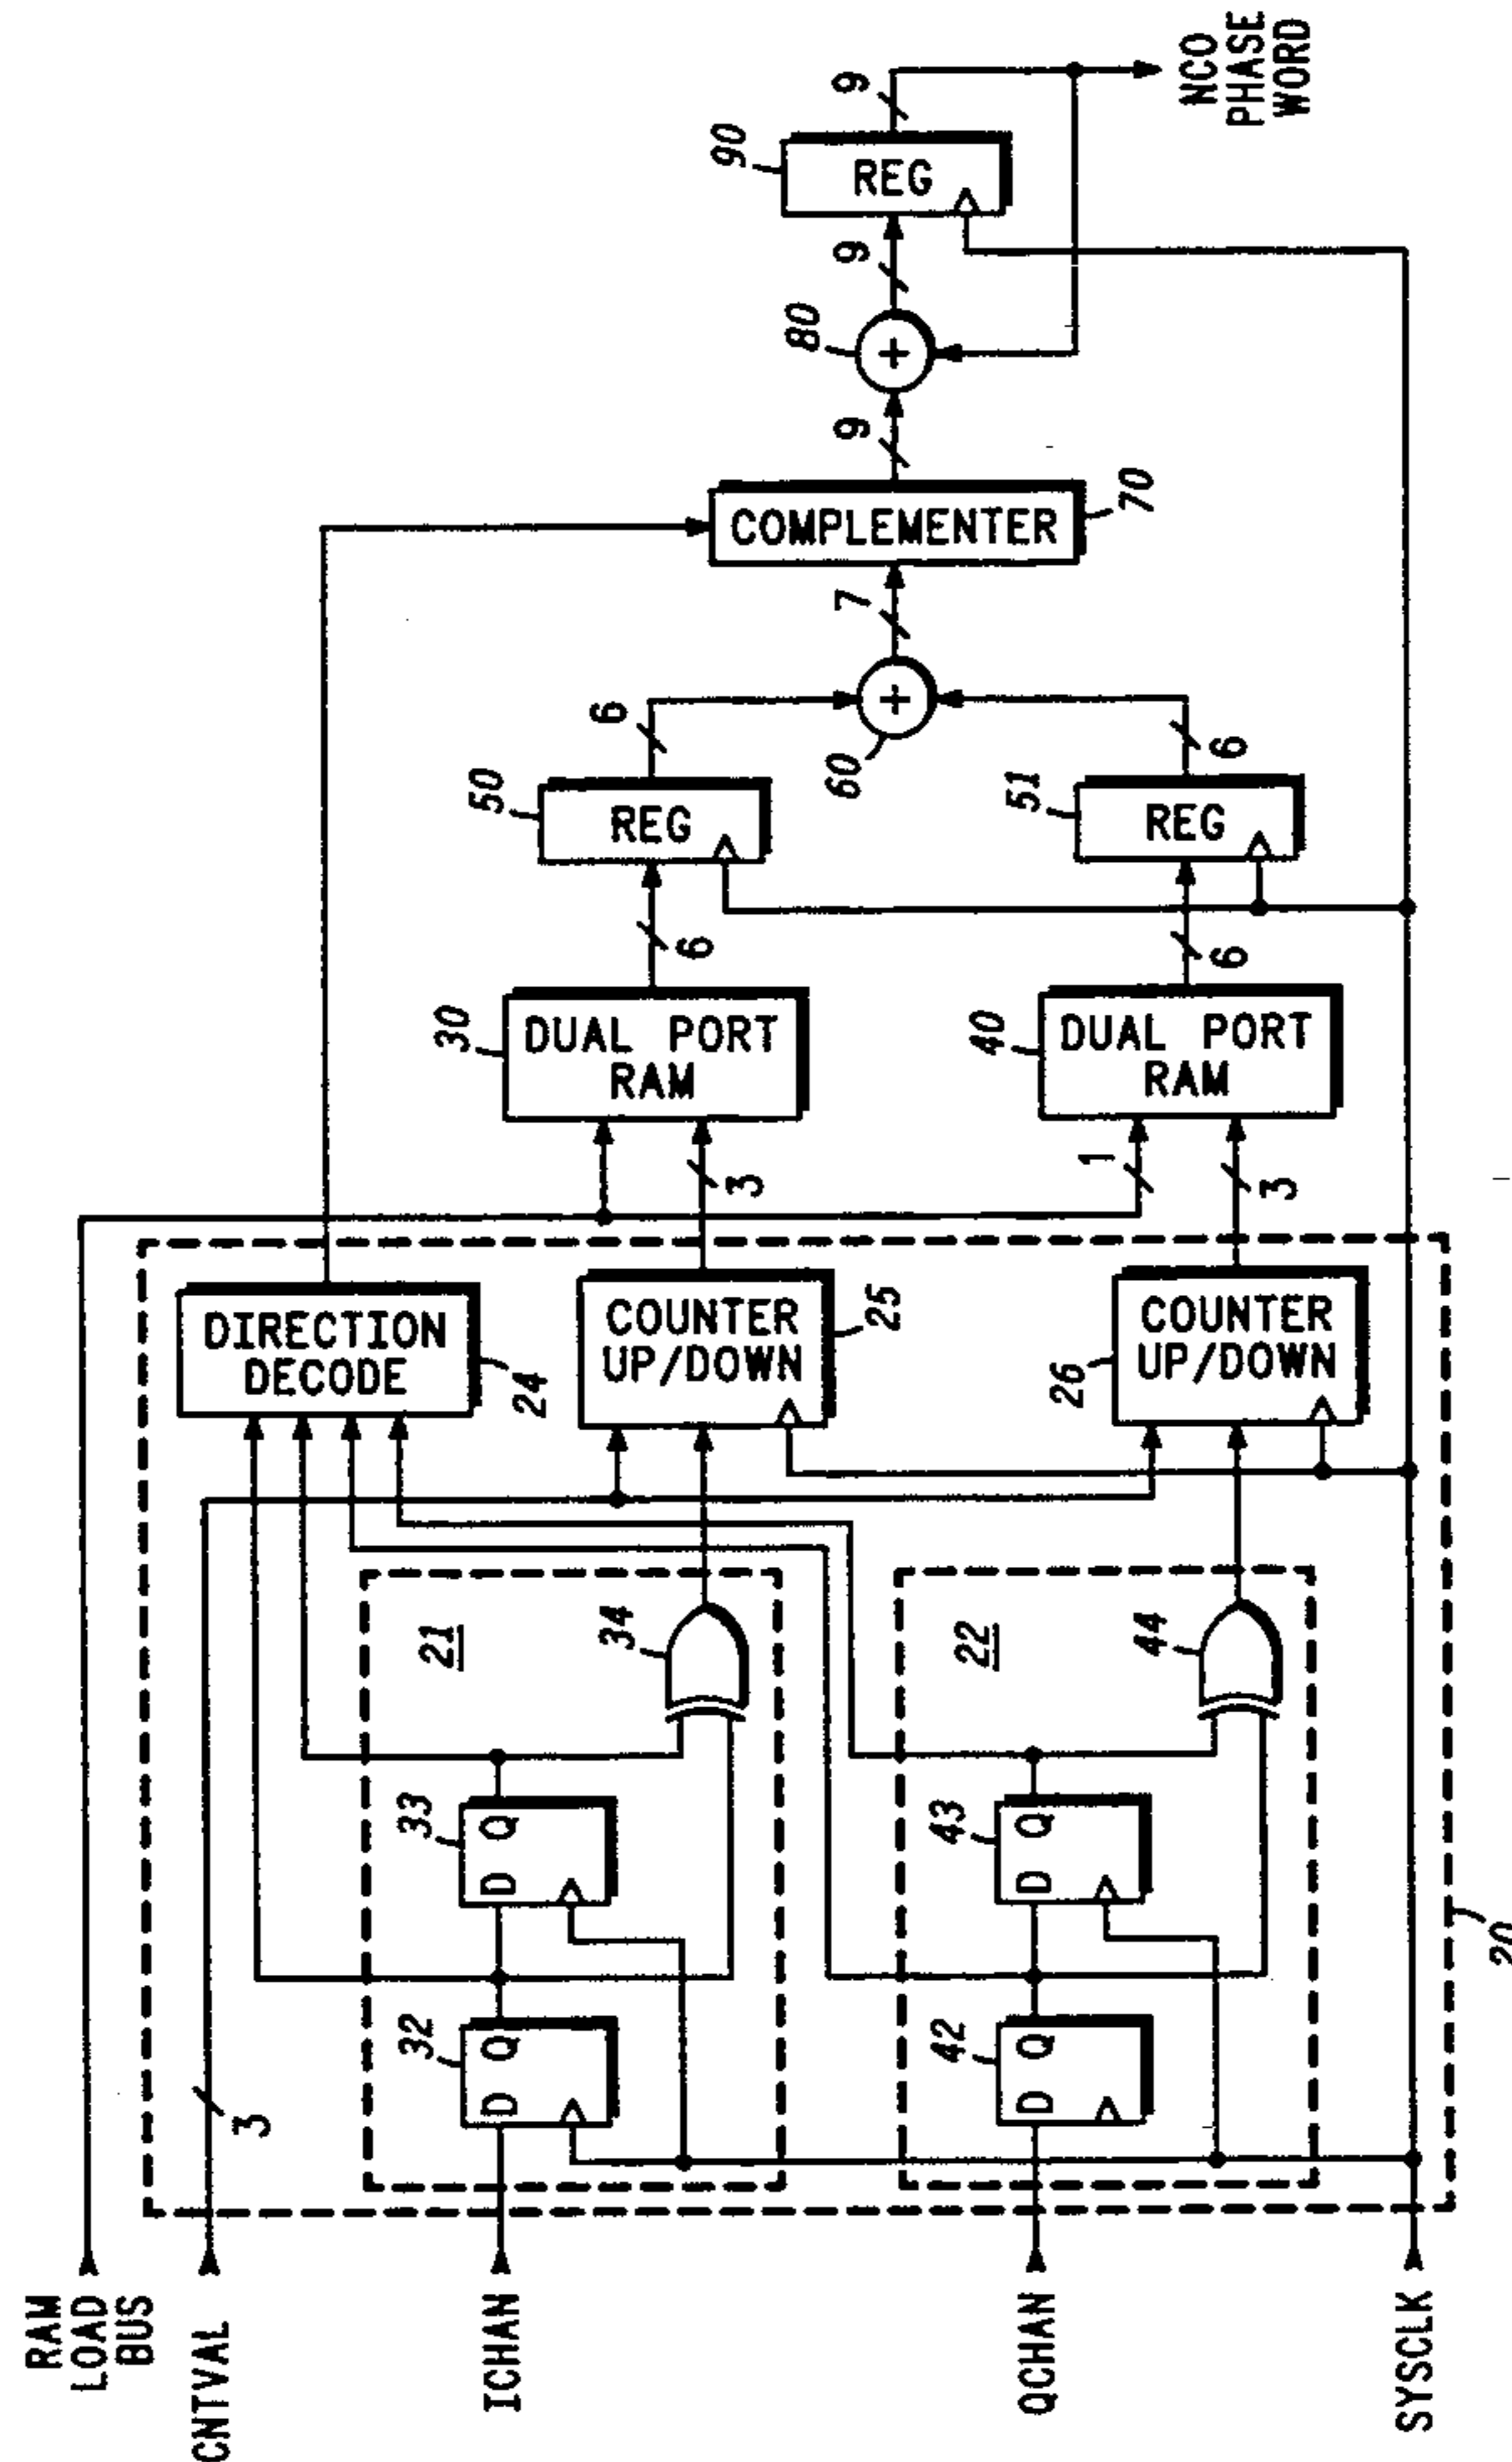 RAM
LOAD
BUS
CNTVAL
3
ICHAN
QCHAN
SYSCLK
20
DIRECTION
DECODE
24
21
32
D Q
33
D Q
34
COUNTER
UP/DOWN
25
22
42
D Q
43
D Q
44
COUNTER
UP/DOWN
26
3
1
3
30
DUAL PORT
RAM
40
DUAL PORT
RAM
6
6
50
REG
51
REG
6
6
60
+
7
COMPLEMENTER
70
9
80
+
9
90
REG
9
NCO
PHASE
WORD